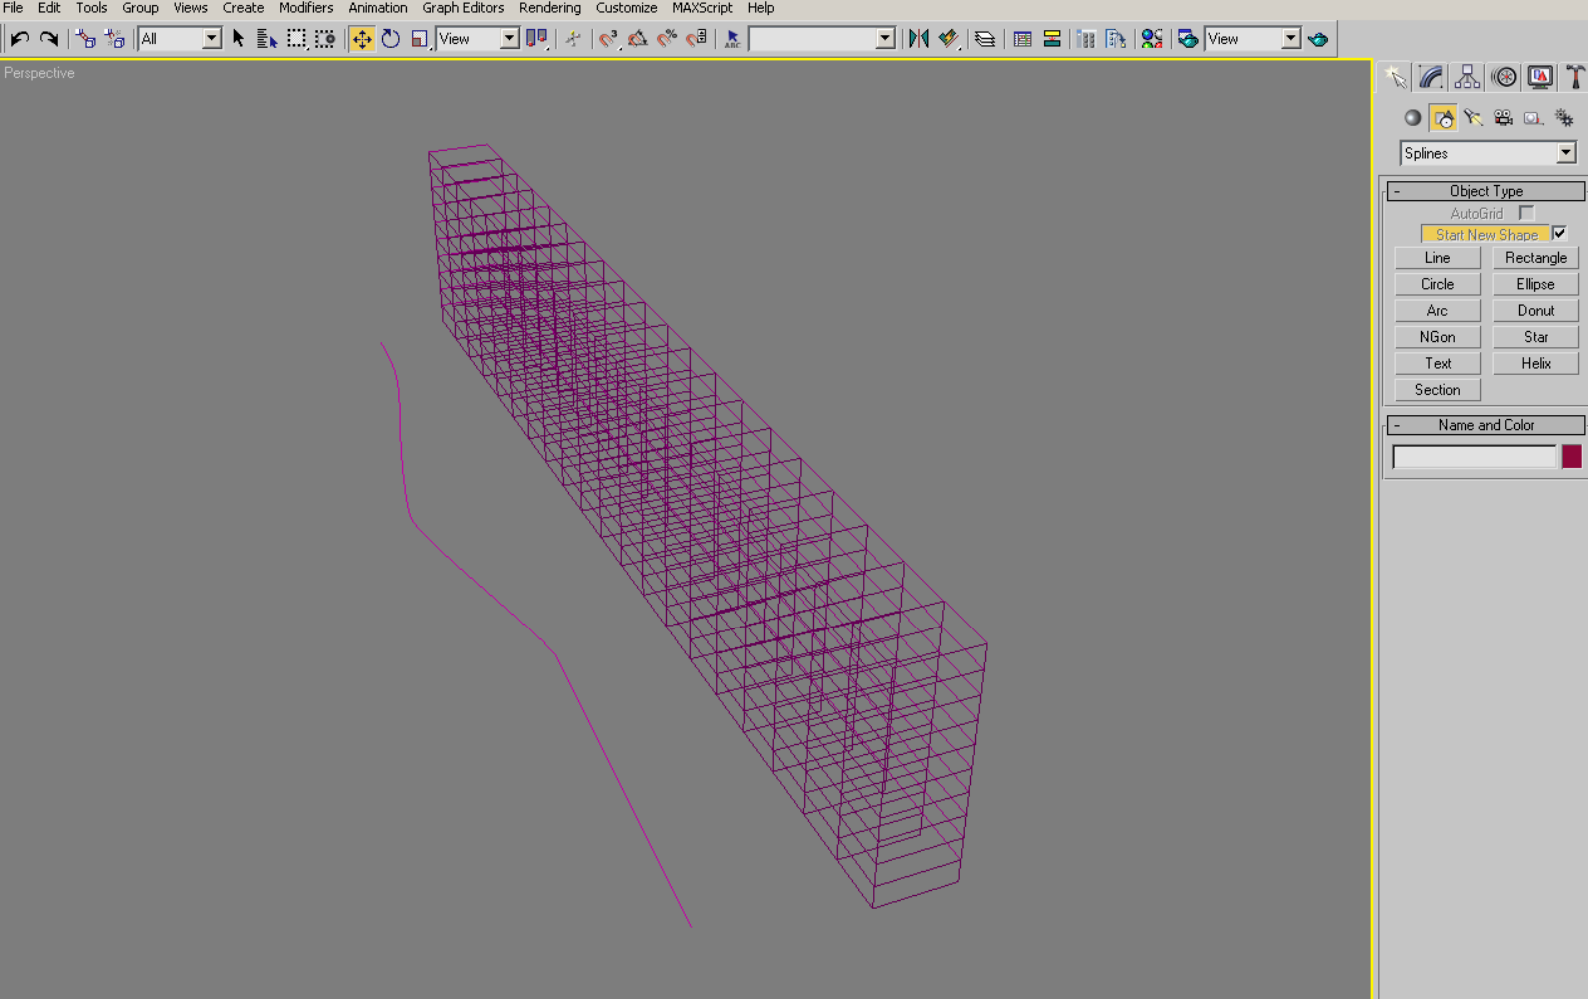 File Edit Tools Group Views Create Modifiers Animation Graph Editors Rendering Customize MAXScript Help
All View ABC View
Perspective
Splines
- Object Type
AutoGrid
Start New Shape
Line Rectangle
Circle Ellipse
Arc Donut
NGon Star
Text Helix
Section
- Name and Color